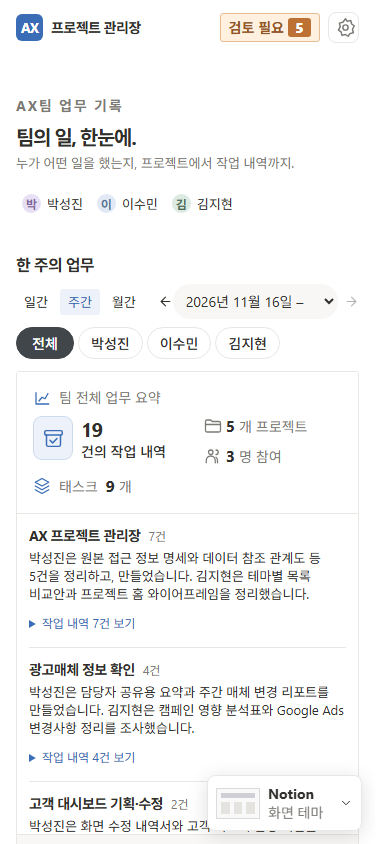 AX 프로젝트 관리장 검토 필요 5
AX팀 업무 기록
팀의 일, 한눈에.
누가 어떤 일을 했는지, 프로젝트에서 작업 내역까지.
박 박성진 이 이수민 김 김지현
한 주의 업무
일간 주간 월간 ← 2026년 11월 16일 – →
전체 박성진 이수민 김지현
팀 전체 업무 요약
19
건의 작업 내역
5 개 프로젝트
3 명 참여
태스크 9 개
AX 프로젝트 관리장 7건
박성진은 원본 접근 정보 명세와 데이터 참조 관계도 등
5건을 정리하고, 만들었습니다. 김지현은 테마별 목록
비교안과 프로젝트 홈 와이어프레임을 정리했습니다.
▶ 작업 내역 7건 보기
광고매체 정보 확인 4건
박성진은 담당자 공유용 요약과 주간 매체 변경 리포트를
만들었습니다. 김지현은 캠페인 영향 분석표와 Google Ads
변경사항 정리를 조사했습니다.
▶ 작업 내역 4건 보기
고객 대시보드 기획·수정 2건
박성진은 화면 수정 내역서와 고객
Notion
화면 테마